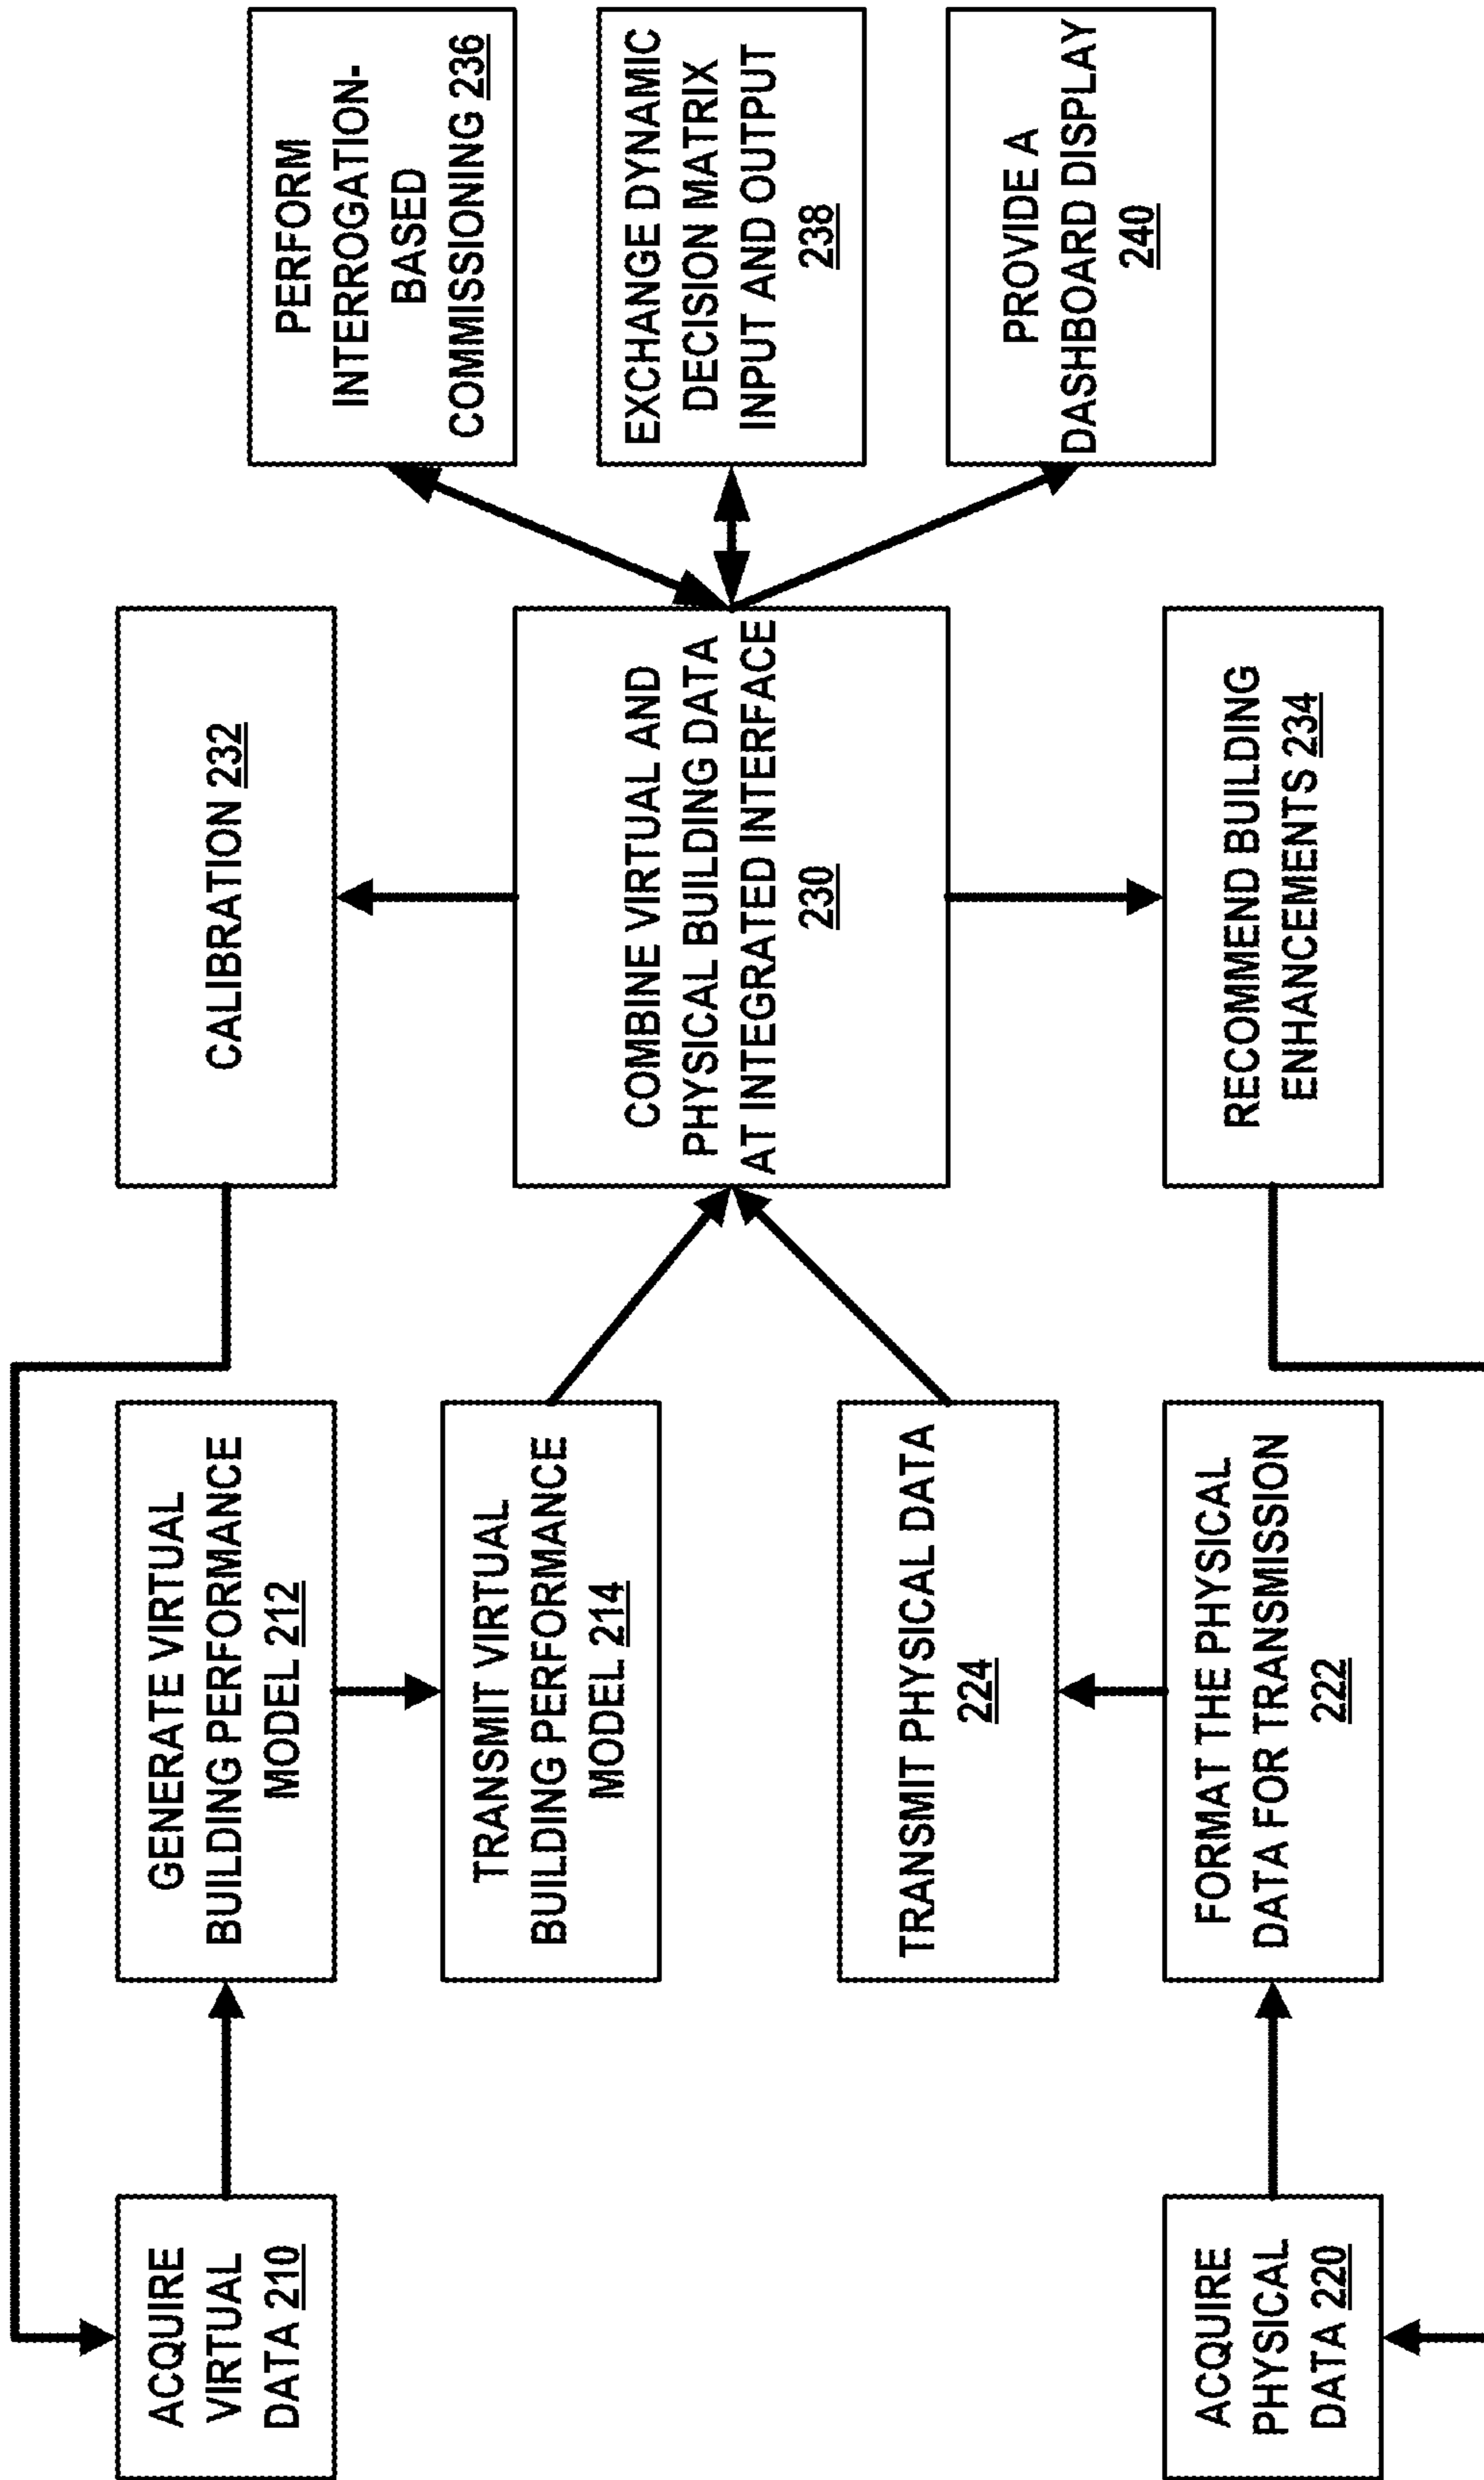 ACQUIRE
VIRTUAL
DATA 210
GENERATE VIRTUAL
BUILDING PERFORMANCE
MODEL 212
TRANSMIT VIRTUAL
BUILDING PERFORMANCE
MODEL 214
CALIBRATION 232
COMBINE VIRTUAL AND
PHYSICAL BUILDING DATA
AT INTEGRATED INTERFACE
230
PERFORM
INTERROGATION-
BASED
COMMISSIONING 236
EXCHANGE DYNAMIC
DECISION MATRIX
INPUT AND OUTPUT
238
PROVIDE A
DASHBOARD DISPLAY
240
TRANSMIT PHYSICAL DATA
224
ACQUIRE
PHYSICAL
DATA 220
FORMAT THE PHYSICAL
DATA FOR TRANSMISSION
222
RECOMMEND BUILDING
ENHANCEMENTS 234